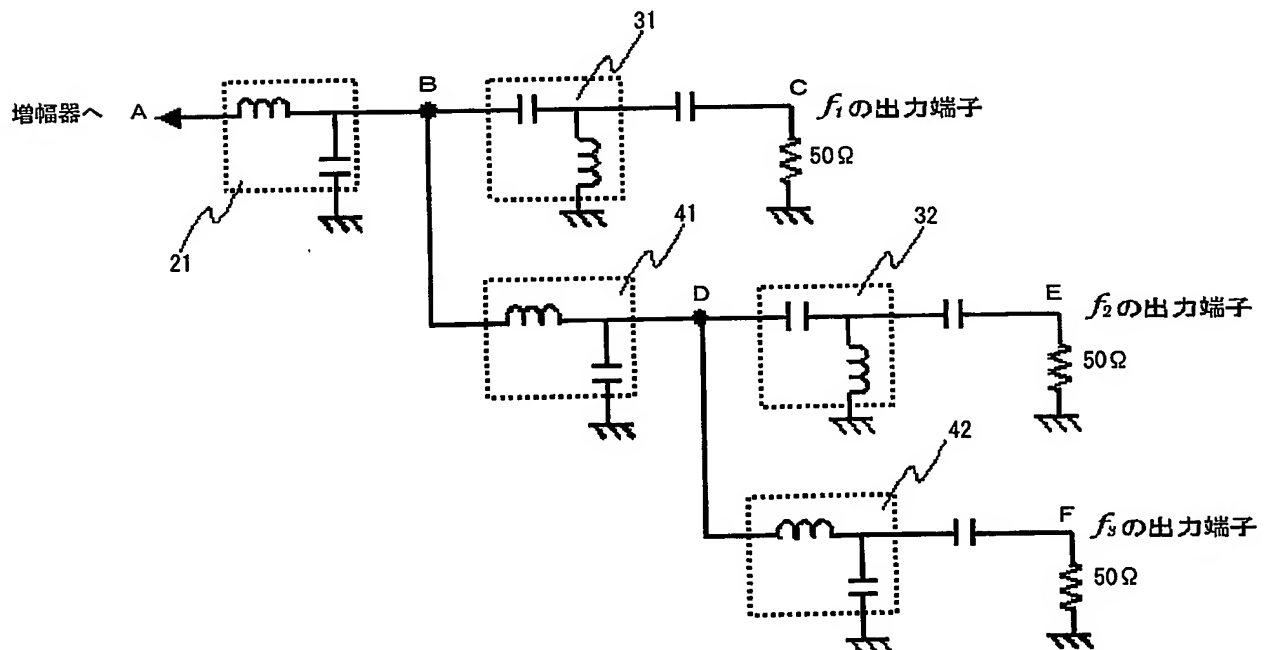 31
増幅器へ A
B
C
f₁の出力端子
50Ω
21
41
32
D
E
f₂の出力端子
50Ω
42
F
f₃の出力端子
50Ω